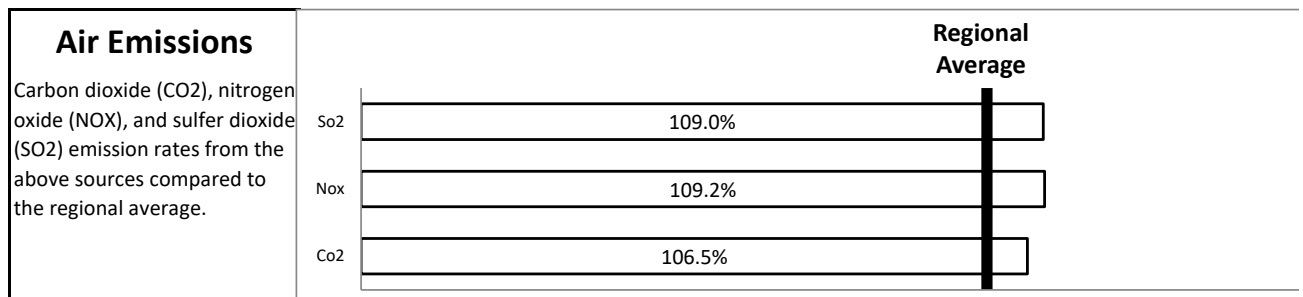 Air Emissions
Carbon dioxide (CO2), nitrogen
oxide (NOX), and sulfer dioxide
(SO2) emission rates from the
above sources compared to
the regional average.
Regional
Average
So2
109.0%
Nox
109.2%
Co2
106.5%